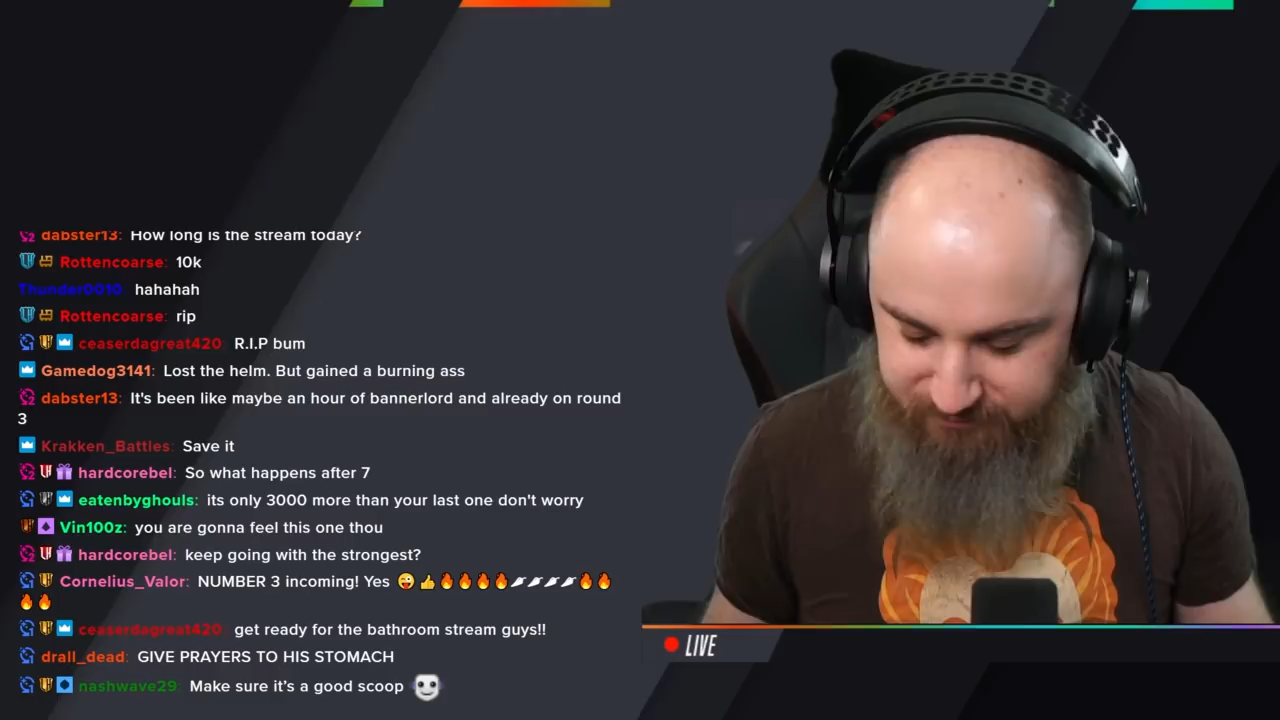 dabster13: How long is the stream today?
Rottencoarse: 10k
Thunder0010: hahahah
Rottencoarse: rip
ceaserdagreat420 R.I.P bum
Gamedog3141: Lost the helm. But gained a burning ass
dabster13: It's been like maybe an hour of bannerlord and already on round
3
Krakken_Battles: Save it
hardcorebel: So what happens after 7
eatenbyghouls: its only 3000 more than your last one don't worry
Vin100z: you are gonna feel this one thou
hardcorebel: keep going with the strongest?
Cornelius_Valor: NUMBER 3 incoming! Yes 😜👍🔥🔥🔥🔥🌶🌶🌶🌶🔥🔥
🔥🔥
ceaserdagreat420 get ready for the bathroom stream guys!!
drall_dead: GIVE PRAYERS TO HIS STOMACH
nashwave29: Make sure it's a good scoop
LIVE